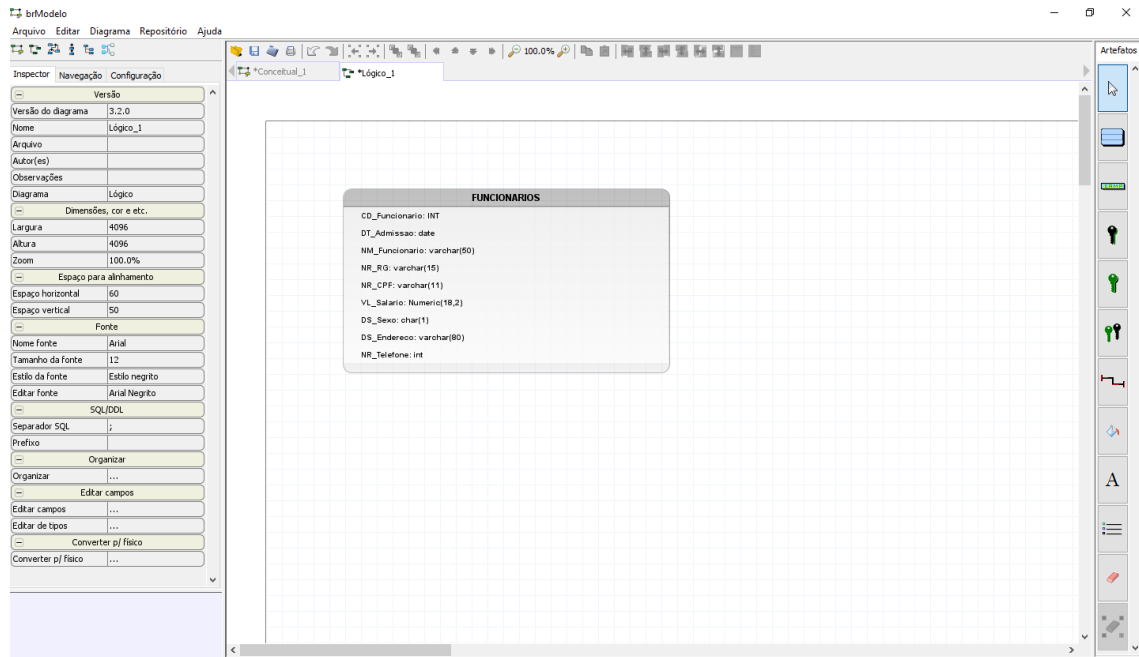 brModelo
Arquivo Editar Diagrama Repositório Ajuda
100.0%
Artefatos
Inspector Navegação Configuração
*Conceitual_1 *Lógico_1
Versão
Versão do diagrama 3.2.0
Nome Lógico_1
Arquivo
Autor(es)
Observações
Diagrama Lógico
Dimensões, cor e etc.
Largura 4096
Altura 4096
Zoom 100.0%
Espaço para alinhamento
Espaço horizontal 60
Espaço vertical 50
Fonte
Nome fonte Arial
Tamanho da fonte 12
Estilo da fonte Estilo negrito
Editar fonte Arial Negrito
SQL/DDL
Separador SQL ;
Prefixo
Organizar
Organizar ...
Editar campos
Editar campos ...
Editar de tipos ...
Converter p/ físico
Converter p/ físico ...
FUNCIONARIOS
CD_Funcionario: INT
DT_Admissao: date
NM_Funcionario: varchar(50)
NR_RG: varchar(15)
NR_CPF: varchar(11)
VL_Salario: Numeric(18,2)
DS_Sexo: char(1)
DS_Endereco: varchar(80)
NR_Telefone: int
A